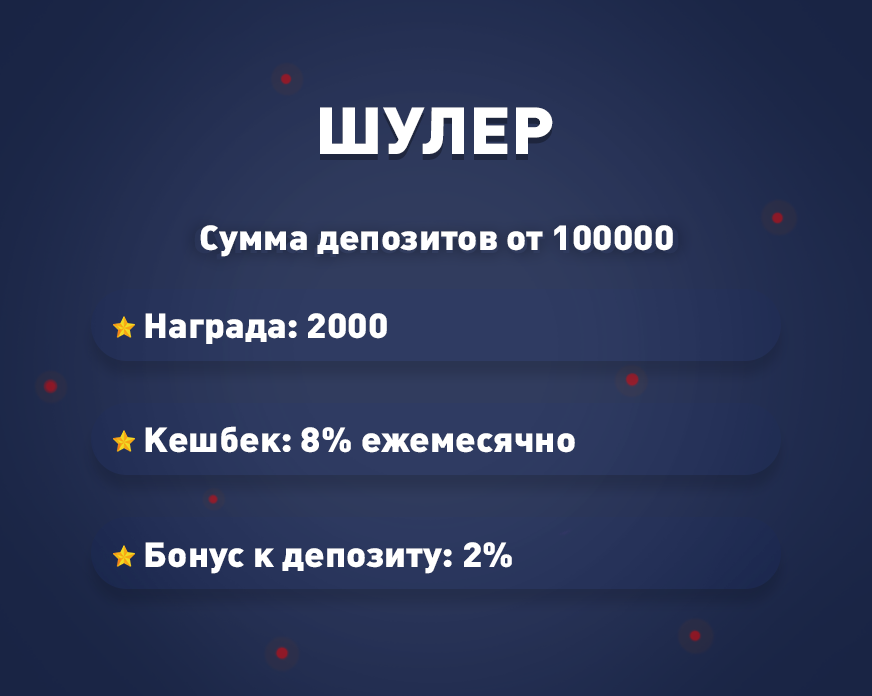 ШУЛЕР
Сумма депозитов от 100000
Награда: 2000
Кешбек: 8% ежемесячно
Бонус к депозиту: 2%